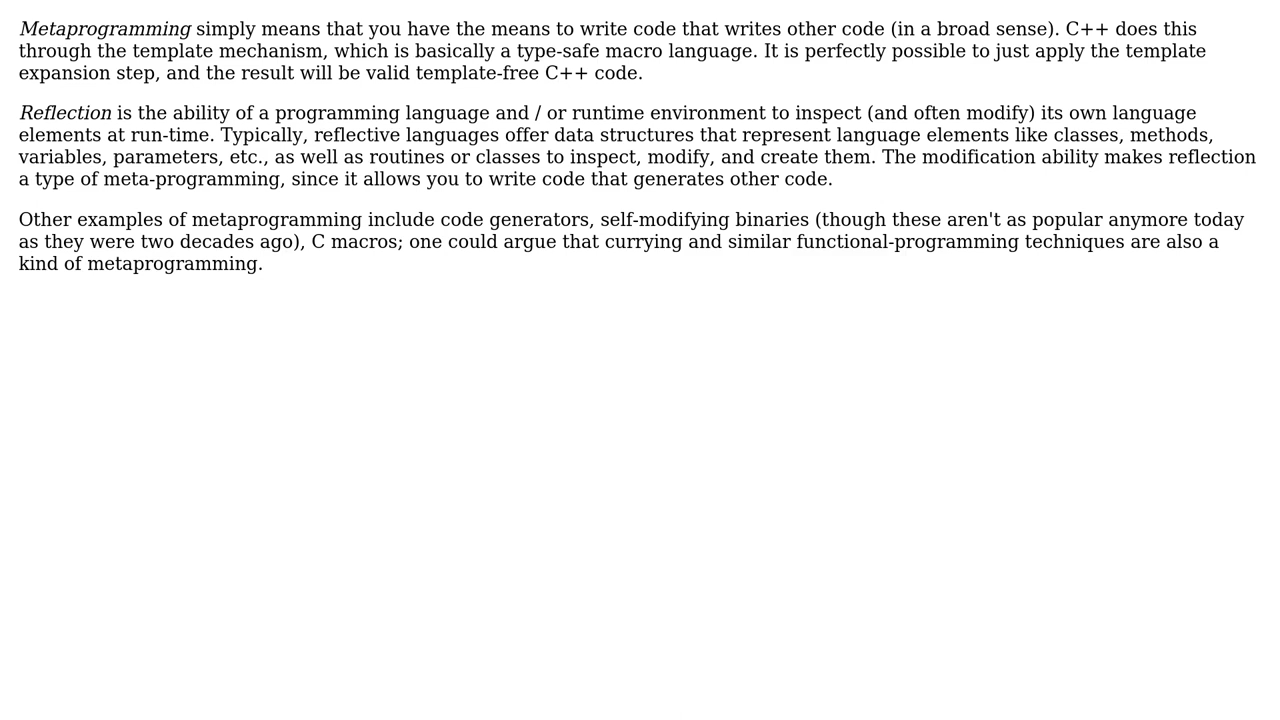 Metaprogramming simply means that you have the means to write code that writes other code (in a broad sense). C++ does this
through the template mechanism, which is basically a type-safe macro language. It is perfectly possible to just apply the template
expansion step, and the result will be valid template-free C++ code.
Reflection is the ability of a programming language and / or runtime environment to inspect (and often modify) its own language
elements at run-time. Typically, reflective languages offer data structures that represent language elements like classes, methods,
variables, parameters, etc., as well as routines or classes to inspect, modify, and create them. The modification ability makes reflection
a type of meta-programming, since it allows you to write code that generates other code.
Other examples of metaprogramming include code generators, self-modifying binaries (though these aren't as popular anymore today
as they were two decades ago), C macros; one could argue that currying and similar functional-programming techniques are also a
kind of metaprogramming.